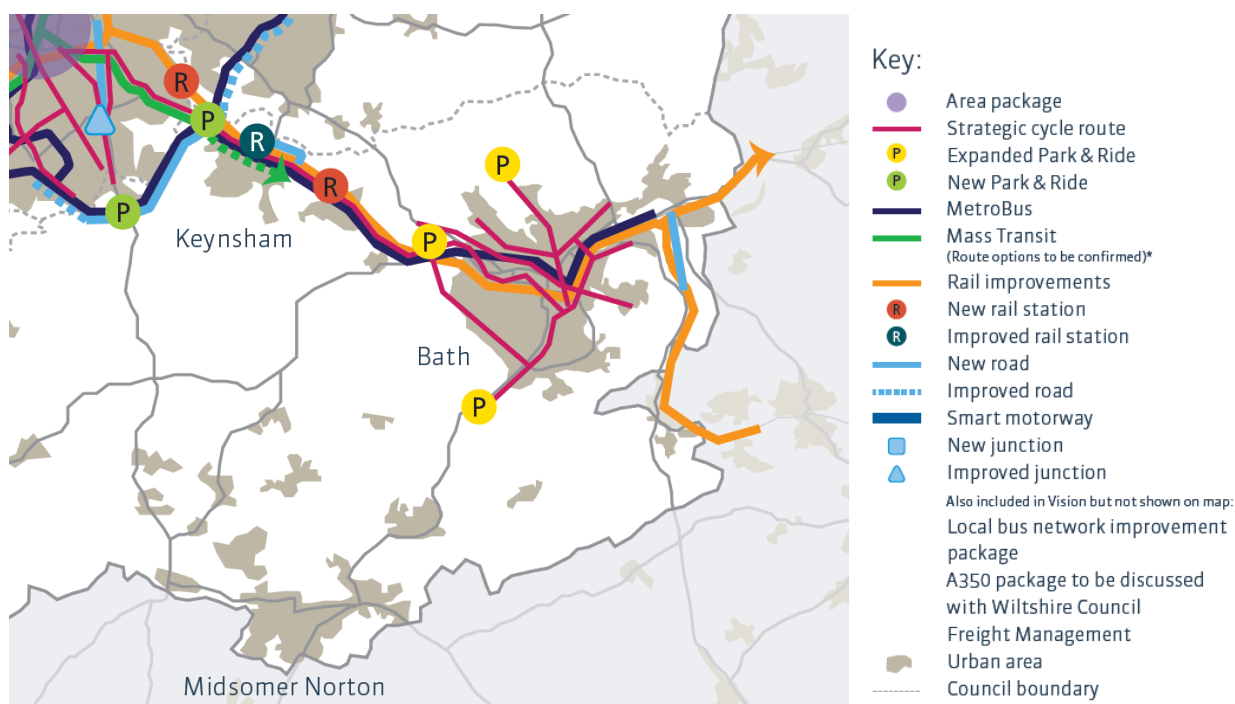 R
P
R
R
P
P
P
Keynsham
Bath
P
Midsomer Norton
Key:
Area package
Strategic cycle route
P Expanded Park & Ride
P New Park & Ride
MetroBus
Mass Transit
(Route options to be confirmed)*
Rail improvements
R New rail station
R Improved rail station
New road
Improved road
Smart motorway
New junction
Improved junction
Also included in Vision but not shown on map:
Local bus network improvement
package
A350 package to be discussed
with Wiltshire Council
Freight Management
Urban area
Council boundary